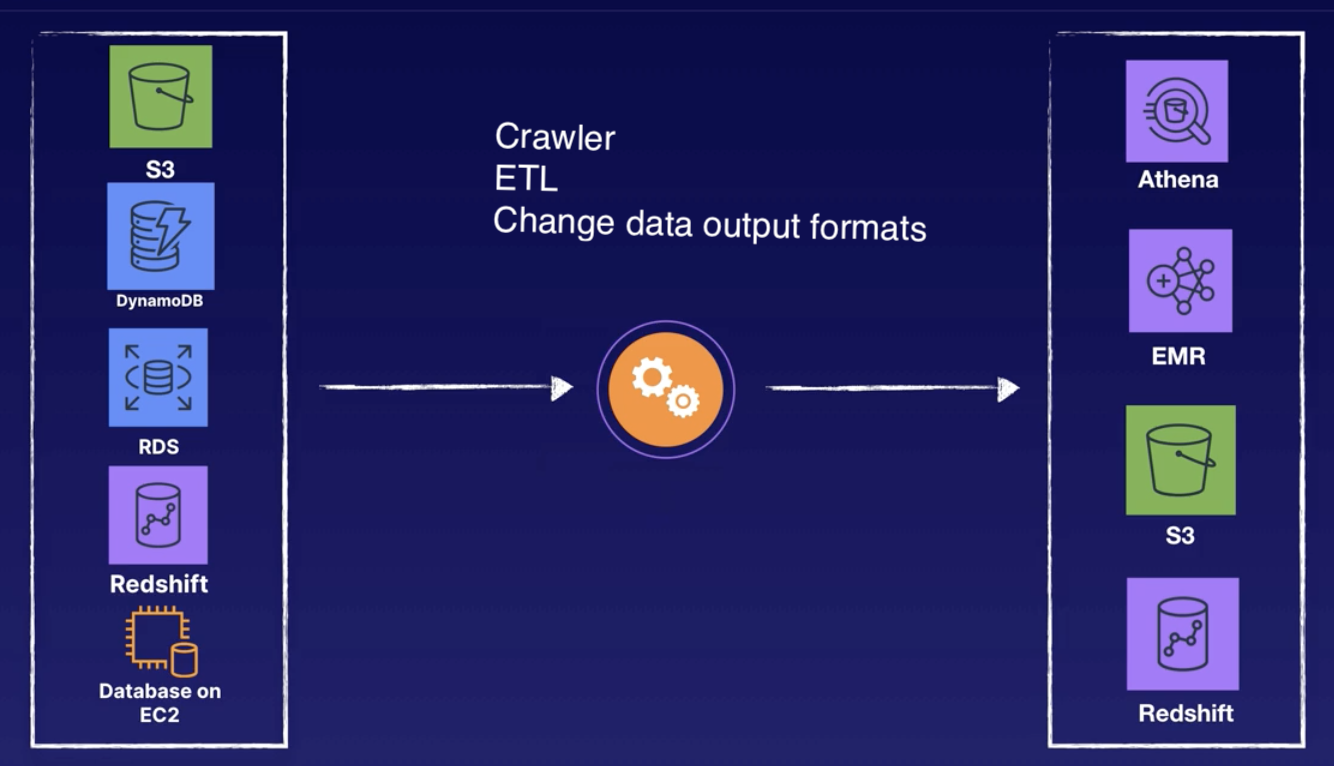 S3
DynamoDB
RDS
Redshift
Database on
EC2
Crawler
ETL
Change data output formats
Athena
EMR
S3
Redshift